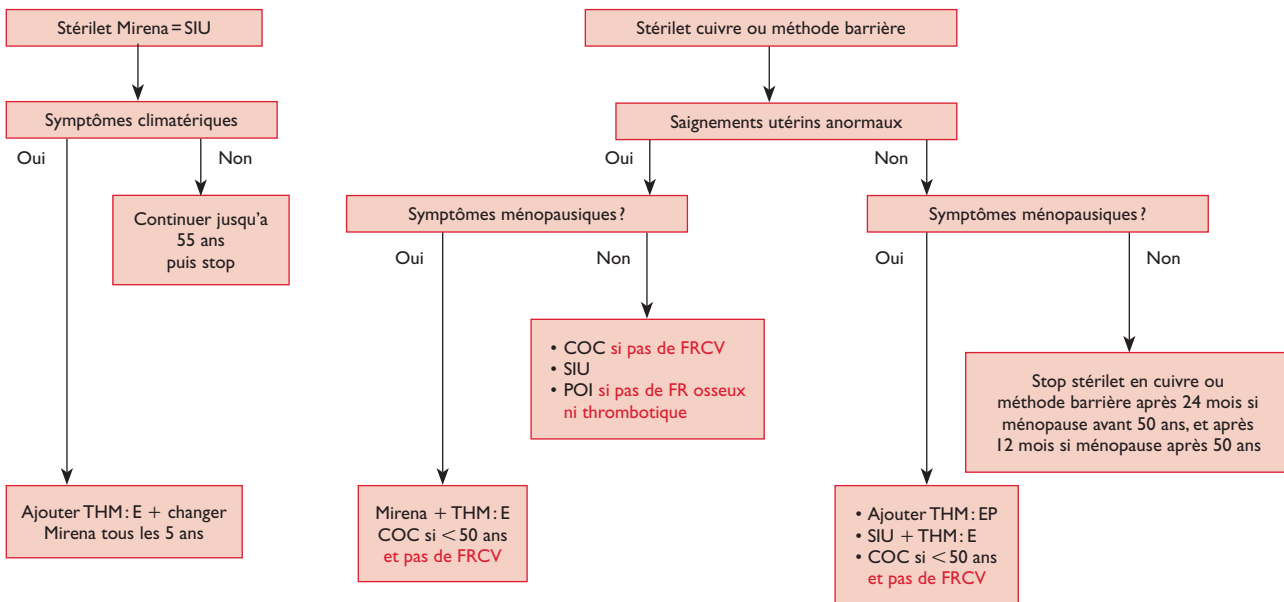 Stérilet Mirena = SIU
Symptômes climatériques
Oui
Non
Continuer jusqu'a
55 ans
puis stop
Ajouter THM : E + changer
Mirena tous les 5 ans
Stérilet cuivre ou méthode barrière
Saignements utérins anormaux
Oui
Non
Symptômes ménopausiques ?
Oui
Non
• COC si pas de FRCV
• SIU
• POI si pas de FR osseux
ni thrombotique
Mirena + THM : E
COC si < 50 ans
et pas de FRCV
Symptômes ménopausiques ?
Oui
Non
Stop stérilet en cuivre ou
méthode barrière après 24 mois si
ménopause avant 50 ans, et après
12 mois si ménopause après 50 ans
• Ajouter THM : EP
• SIU + THM : E
• COC si < 50 ans
et pas de FRCV